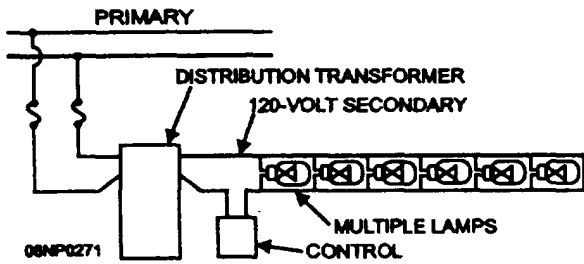 PRIMARY
DISTRIBUTION TRANSFORMER
120-VOLT SECONDARY
MULTIPLE LAMPS
08NP0271
CONTROL